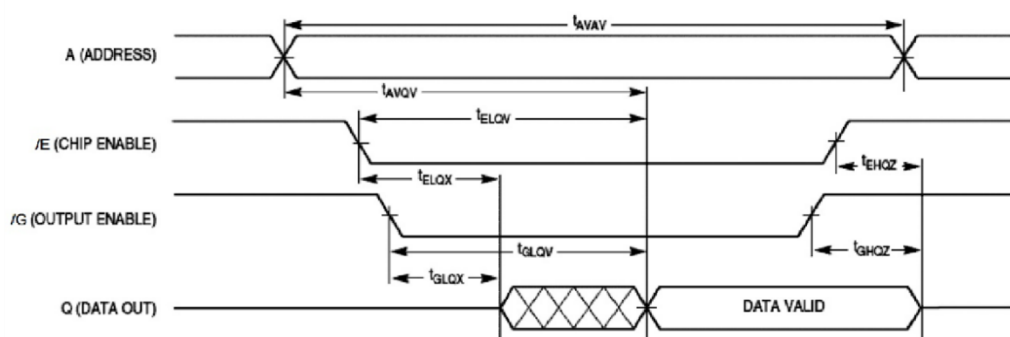 tAVAV
A (ADDRESS)
tAVQV
tELQV
/E (CHIP ENABLE)
tEHQZ
tELQX
/G (OUTPUT ENABLE)
tGLQV
tGHQZ
tGLQX
Q (DATA OUT)
DATA VALID